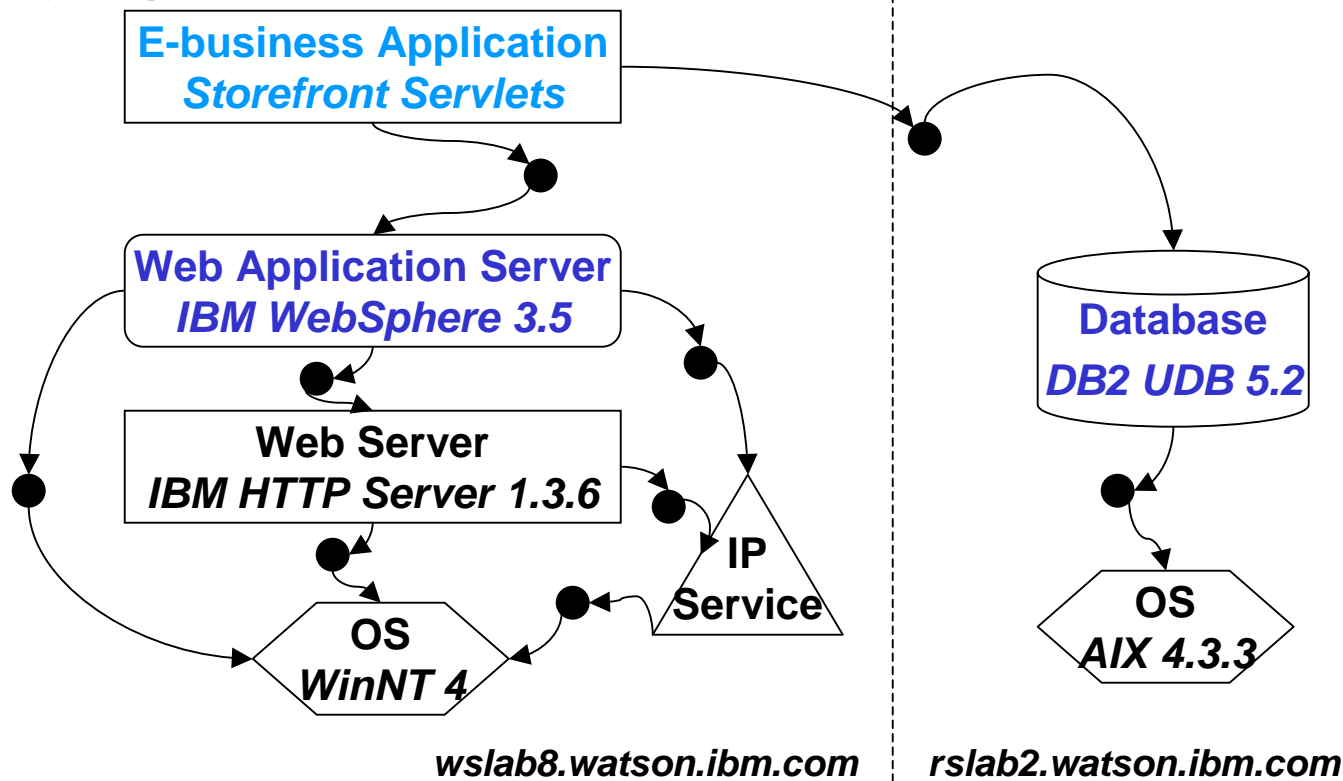 E-business Application
Storefront Servlets
Web Application Server
IBM WebSphere 3.5
Database
DB2 UDB 5.2
Web Server
IBM HTTP Server 1.3.6
IP
Service
OS
WinNT 4
OS
AIX 4.3.3
wslab8.watson.ibm.com
rslab2.watson.ibm.com